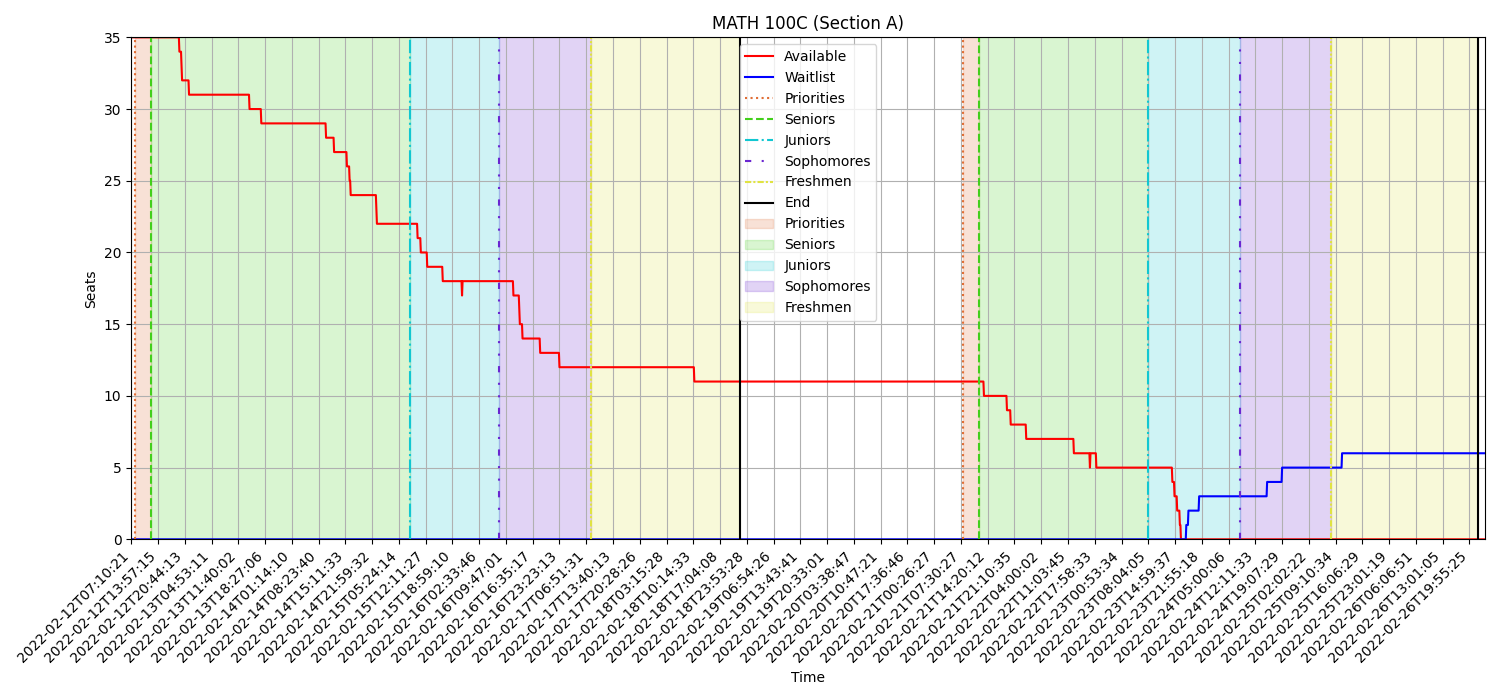 MATH 100C (Section A)
Seats
35
30
25
20
15
10
5
0
Available
Waitlist
Priorities
Seniors
Juniors
Sophomores
Freshmen
End
Priorities
Seniors
Juniors
Sophomores
Freshmen
2022-02-12T07:10:21
2022-02-12T13:57:15
2022-02-12T20:44:13
2022-02-13T04:53:11
2022-02-13T11:40:02
2022-02-13T18:27:06
2022-02-14T01:14:10
2022-02-14T08:23:40
2022-02-14T15:11:33
2022-02-14T21:59:32
2022-02-15T05:24:14
2022-02-15T12:11:27
2022-02-15T18:59:10
2022-02-16T02:33:46
2022-02-16T09:47:01
2022-02-16T16:35:17
2022-02-16T23:23:13
2022-02-17T06:51:31
2022-02-17T13:40:13
2022-02-17T20:28:26
2022-02-18T03:15:28
2022-02-18T10:14:33
2022-02-18T17:04:08
2022-02-18T23:53:28
2022-02-19T06:54:26
2022-02-19T13:43:41
2022-02-19T20:33:01
2022-02-20T03:38:47
2022-02-20T10:47:21
2022-02-20T17:36:46
2022-02-21T00:26:27
2022-02-21T07:30:27
2022-02-21T14:20:12
2022-02-21T21:10:35
2022-02-22T04:00:02
2022-02-22T11:03:45
2022-02-22T17:58:33
2022-02-23T00:53:34
2022-02-23T08:04:05
2022-02-23T14:59:37
2022-02-23T21:55:18
2022-02-24T05:00:06
2022-02-24T12:11:33
2022-02-24T19:07:29
2022-02-25T02:02:22
2022-02-25T09:10:34
2022-02-25T16:06:29
2022-02-25T23:01:19
2022-02-26T06:06:51
2022-02-26T13:01:05
2022-02-26T19:55:25
Time